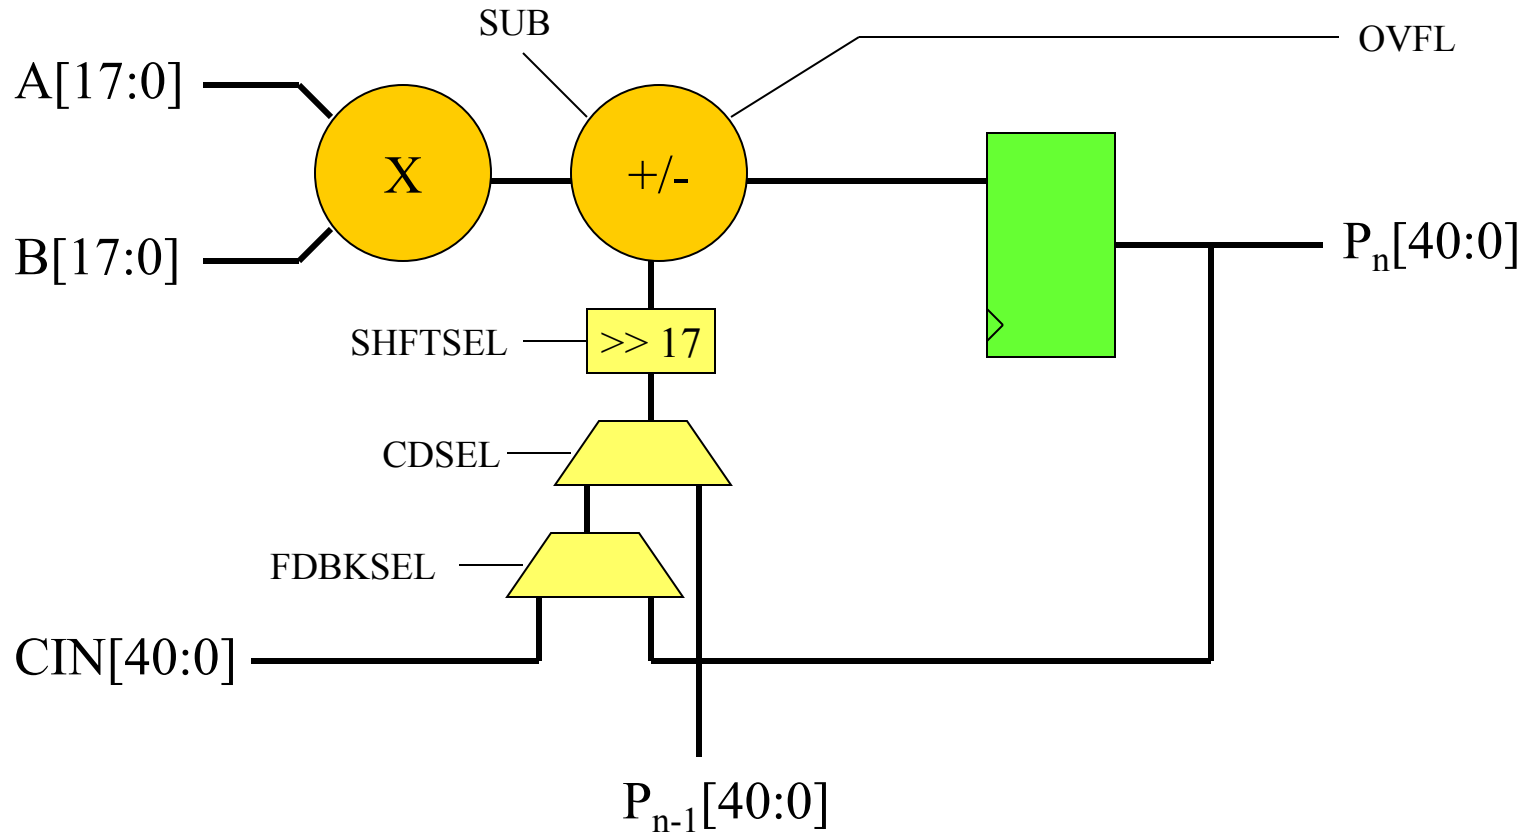 SUB
OVFL
A[17:0]
X
+/-
B[17:0]
Pn[40:0]
SHFTSEL
>> 17
CDSEL
FDBKSEL
CIN[40:0]
Pn-1[40:0]